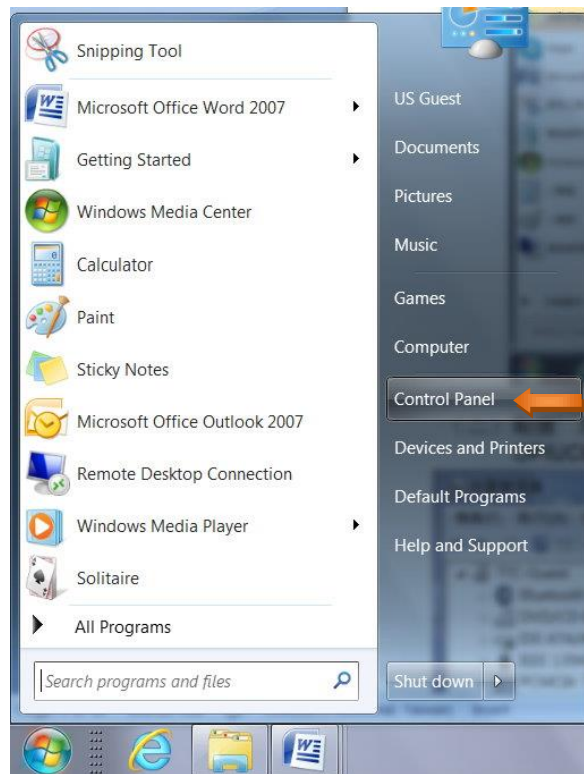 Snipping Tool
Microsoft Office Word 2007
Getting Started
Windows Media Center
Calculator
Paint
Sticky Notes
Microsoft Office Outlook 2007
Remote Desktop Connection
Windows Media Player
Solitaire
All Programs
Search programs and files
US Guest
Documents
Pictures
Music
Games
Computer
Control Panel
Devices and Printers
Default Programs
Help and Support
Shut down